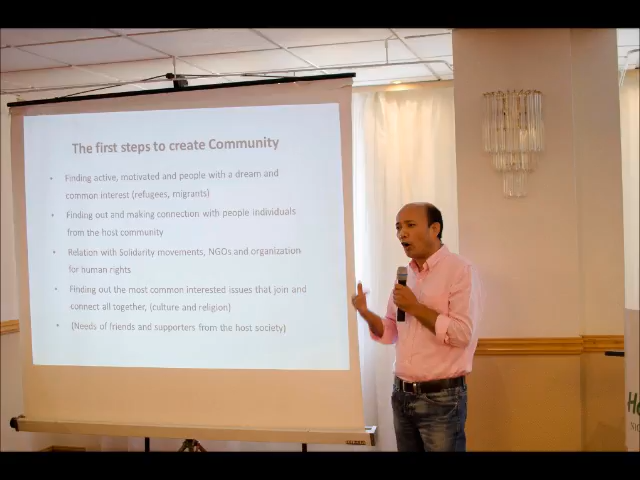 The first steps to create Community
• Finding active, motivated and people with a dream and
common interest (refugees, migrants)
• Finding out and making connection with people individuals
from the host community
• Relation with Solidarity movements, NGOs and organization
for human rights
• Finding out the most common interested issues that join and
connect all together, (culture and religion)
• (Needs of friends and supporters from the host society)